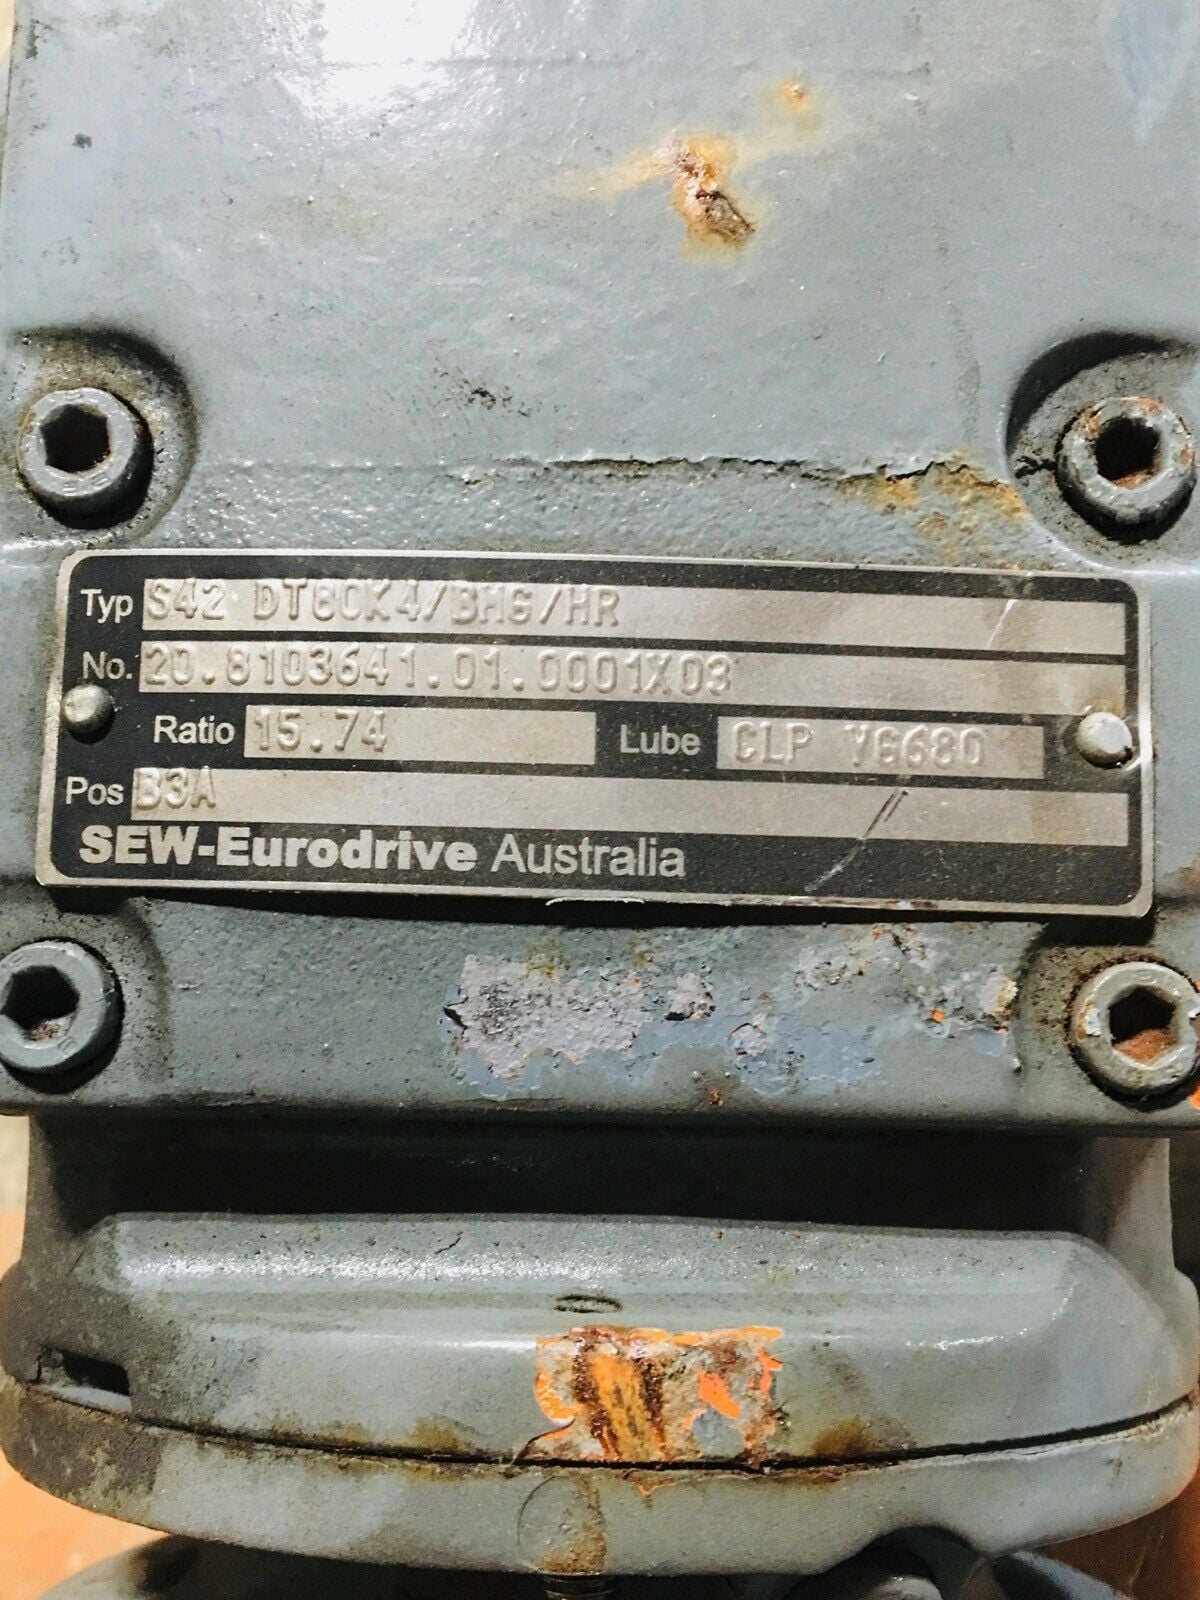 Typ S42 DT80K4/BMG/HR
No. 20.8103641.01.0001X03
Ratio 15.74 Lube CLP VG680
Pos B3A
SEW-Eurodrive Australia